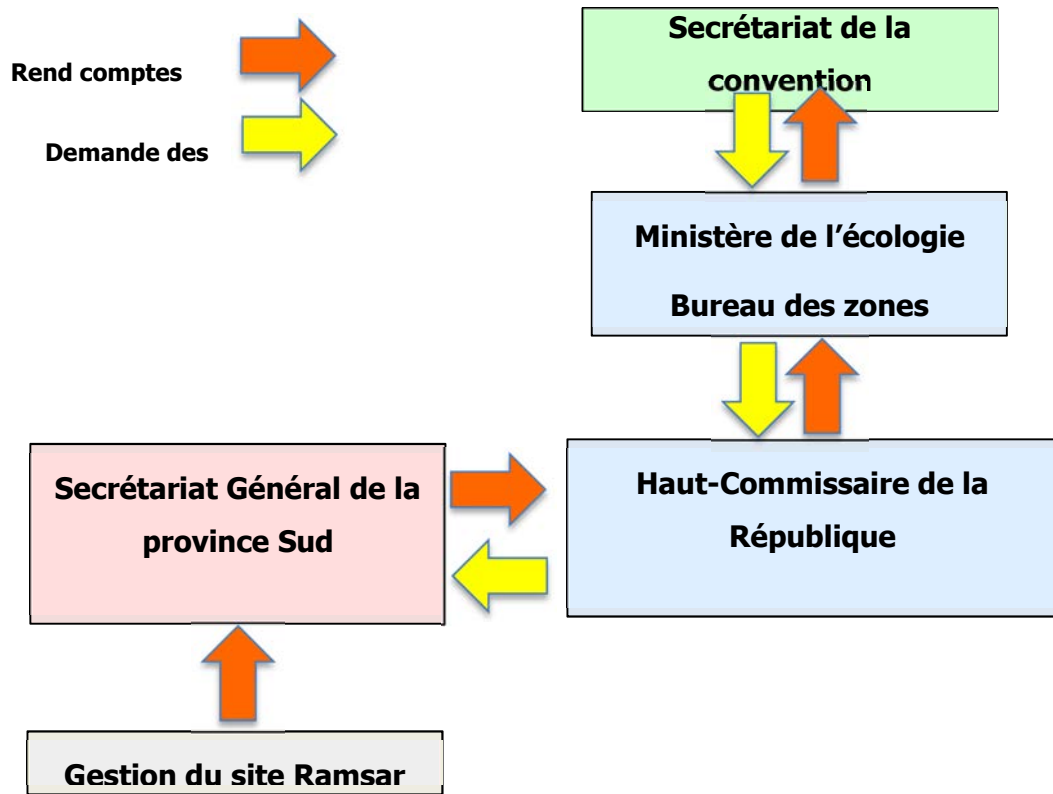 Secrétariat de la
convention
Rend comptes
Demande des
Ministère de l’écologie
Bureau des zones
Secrétariat Général de la
province Sud
Haut-Commissaire de la
République
Gestion du site Ramsar